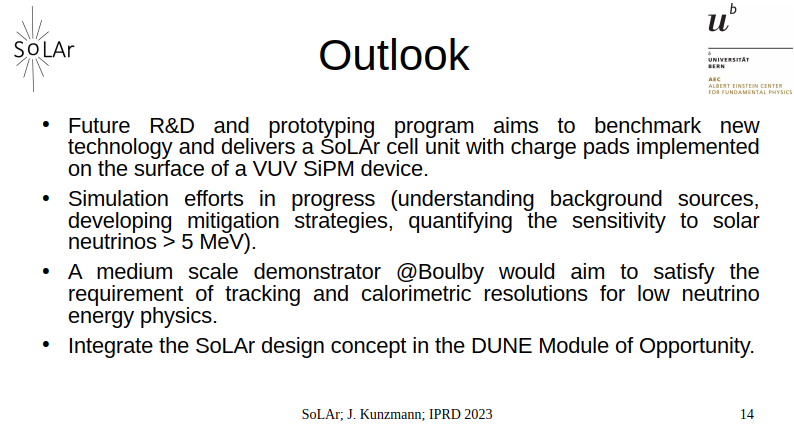 SoLAr
Outlook
u^b
b
UNIVERSITÄT
BERN
AEC
ALBERT EINSTEIN CENTER
FOR FUNDAMENTAL PHYSICS
• Future R&D and prototyping program aims to benchmark new
technology and delivers a SoLAr cell unit with charge pads implemented
on the surface of a VUV SiPM device.
• Simulation efforts in progress (understanding background sources,
developing mitigation strategies, quantifying the sensitivity to solar
neutrinos > 5 MeV).
• A medium scale demonstrator @Boulby would aim to satisfy the
requirement of tracking and calorimetric resolutions for low neutrino
energy physics.
• Integrate the SoLAr design concept in the DUNE Module of Opportunity.
SoLAr; J. Kunzmann; IPRD 2023
14